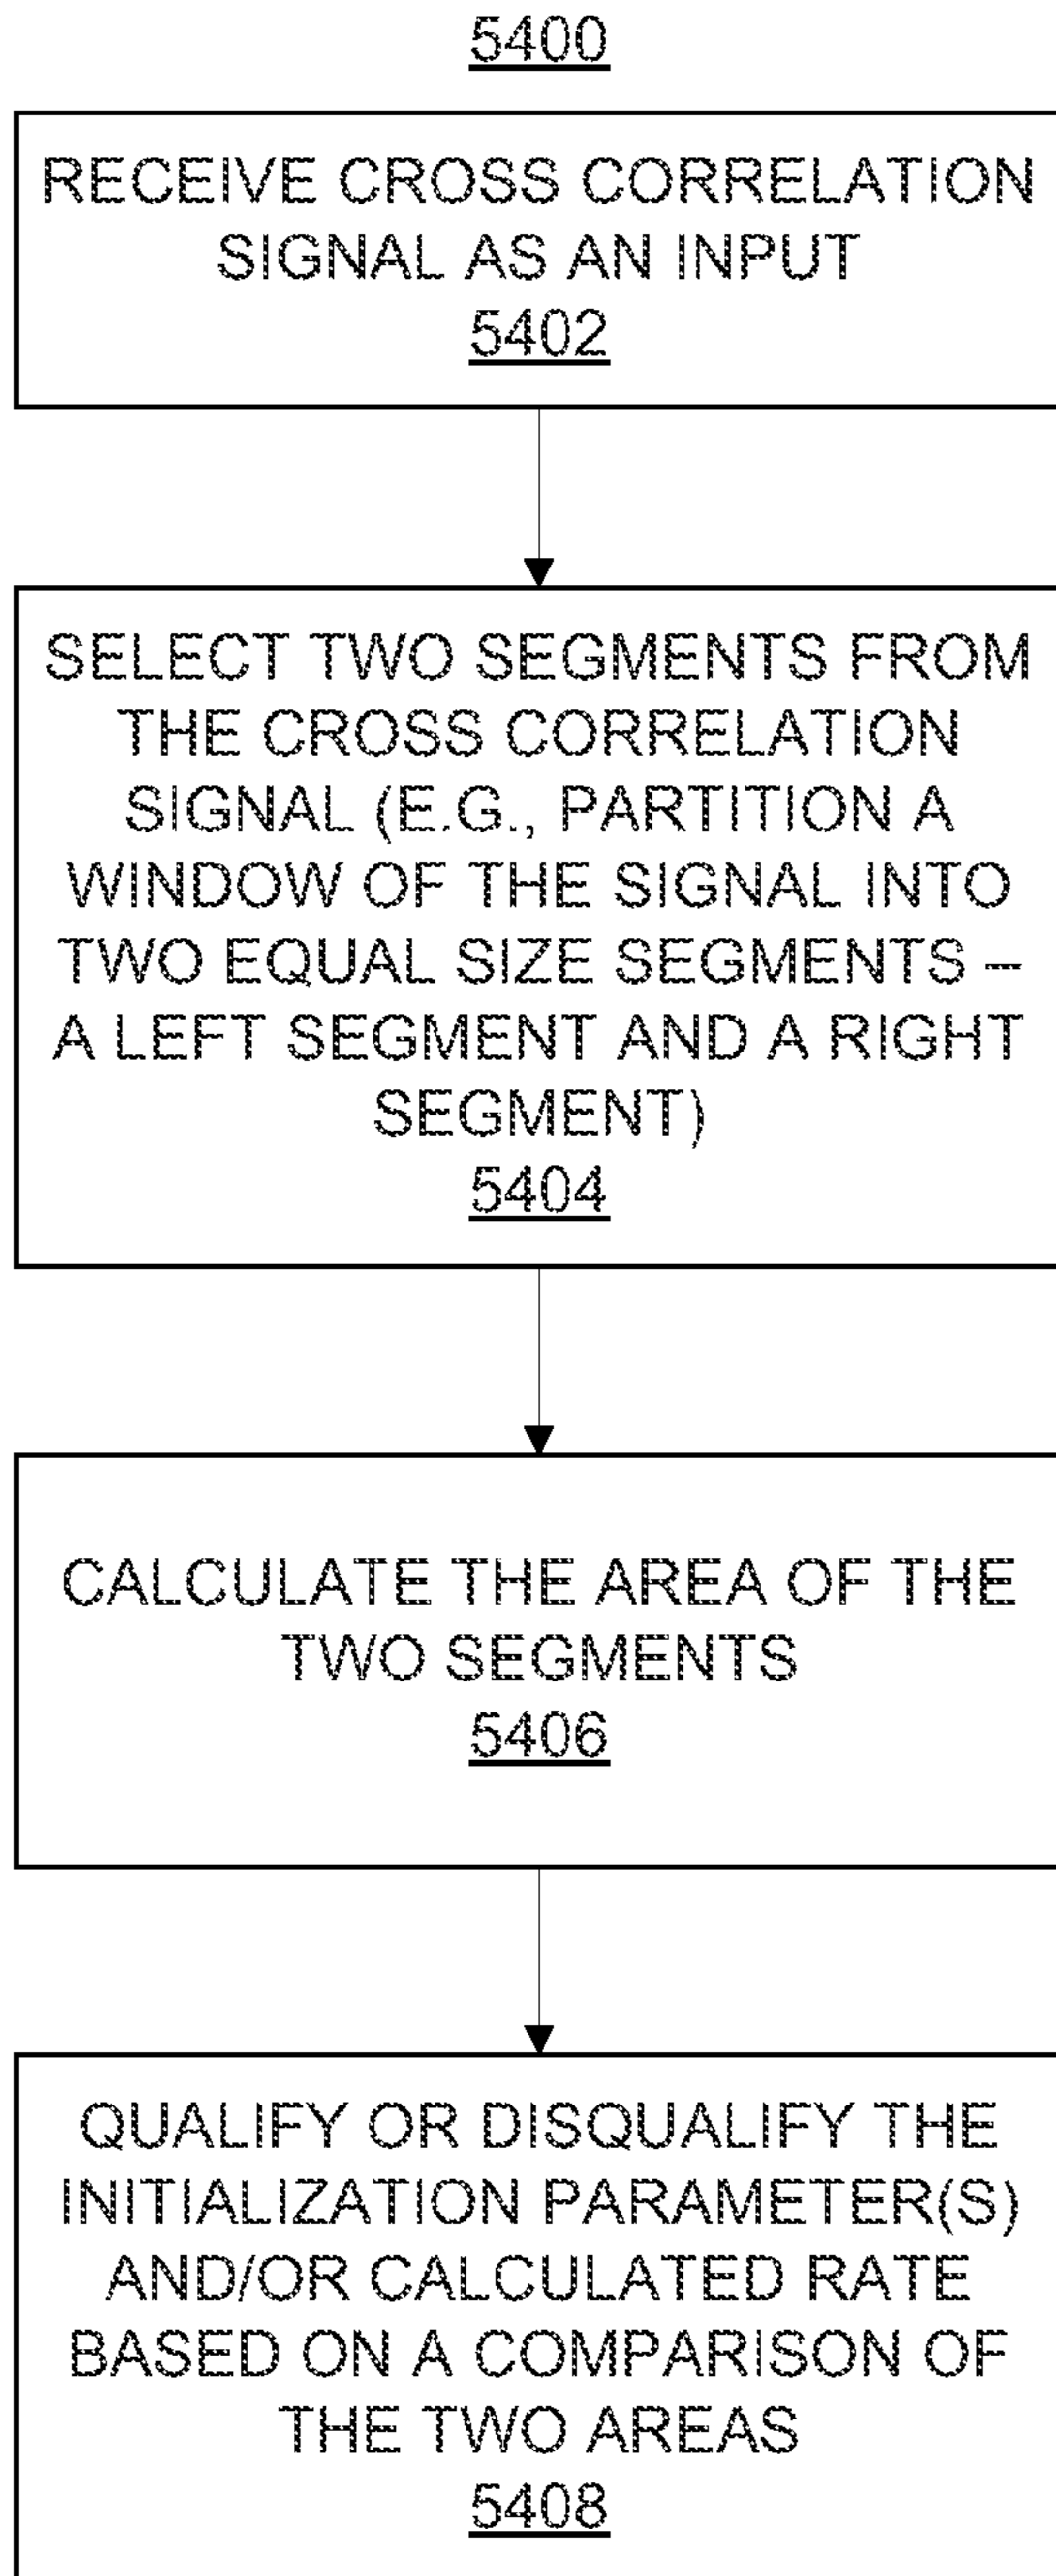 5400
RECEIVE CROSS CORRELATION
SIGNAL AS AN INPUT
5402
SELECT TWO SEGMENTS FROM
THE CROSS CORRELATION
SIGNAL (E.G., PARTITION A
WINDOW OF THE SIGNAL INTO
TWO EQUAL SIZE SEGMENTS –
A LEFT SEGMENT AND A RIGHT
SEGMENT)
5404
CALCULATE THE AREA OF THE
TWO SEGMENTS
5406
QUALIFY OR DISQUALIFY THE
INITIALIZATION PARAMETER(S)
AND/OR CALCULATED RATE
BASED ON A COMPARISON OF
THE TWO AREAS
5408